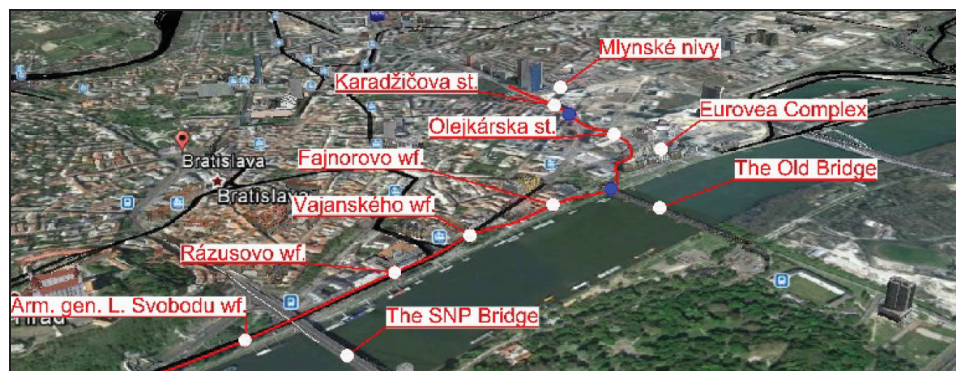 Mlynské nivy
Karadžičova st.
Eurovea Complex
Olejkárska st.
Fajnorovo wf.
Bratislava
The Old Bridge
Bratislava
Vajanského wf.
Rázusovo wf.
Arm. gen. L. Svobodu wf.
The SNP Bridge